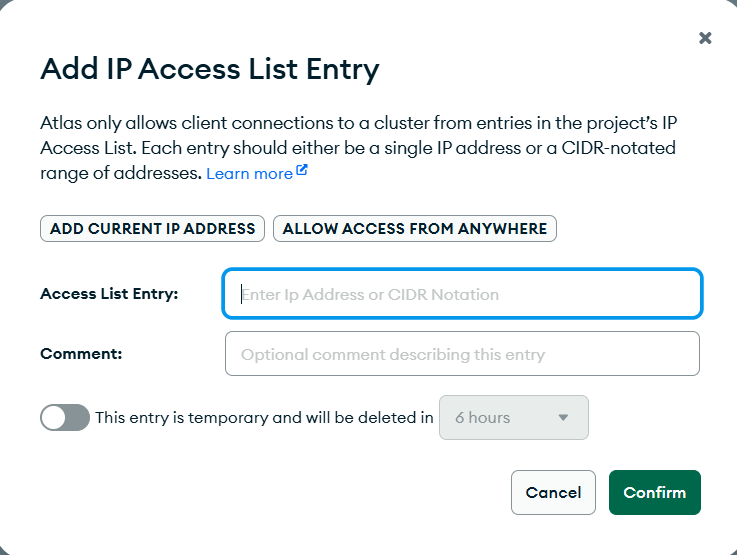 Add IP Access List Entry
Atlas only allows client connections to a cluster from entries in the project's IP
Access List. Each entry should either be a single IP address or a CIDR-notated
range of addresses. Learn more
ADD CURRENT IP ADDRESS ALLOW ACCESS FROM ANYWHERE
Access List Entry: Enter Ip Address or CIDR Notation
Comment: Optional comment describing this entry
This entry is temporary and will be deleted in 6 hours
Cancel Confirm